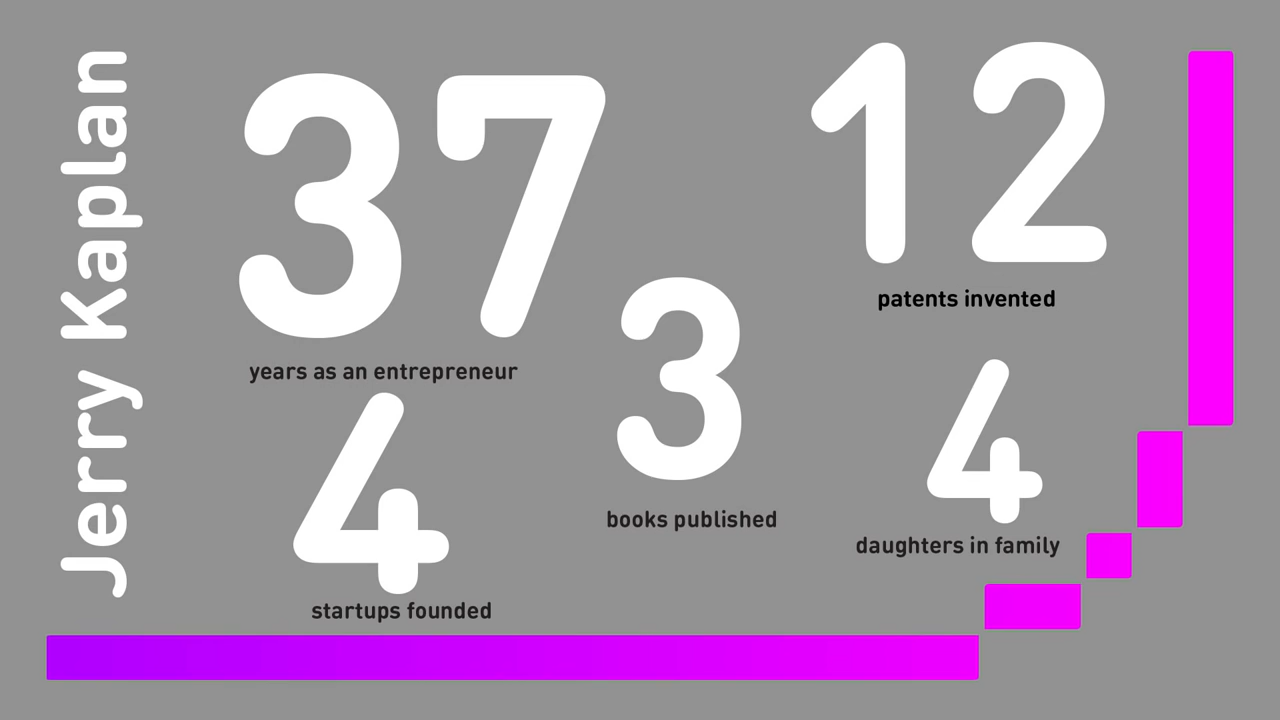 Jerry Kaplan
37
years as an entrepreneur
12
patents invented
3
books published
4
startups founded
4
daughters in family